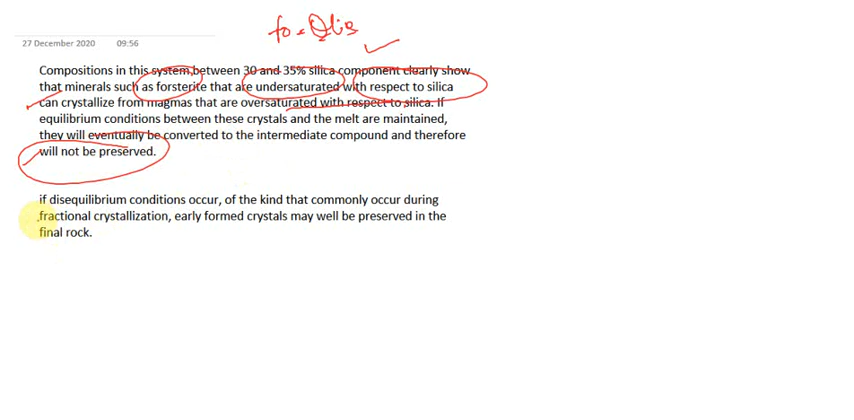 27 December 2020 09:56
Compositions in this system,between 30 and 35% silica component clearly show
that minerals such as forsterite that are undersaturated with respect to silica
can crystallize from magmas that are oversaturated with respect to silica. If
equilibrium conditions between these crystals and the melt are maintained,
they will eventually be converted to the intermediate compound and therefore
will not be preserved.
if disequilibrium conditions occur, of the kind that commonly occur during
fractional crystallization, early formed crystals may well be preserved in the
final rock.